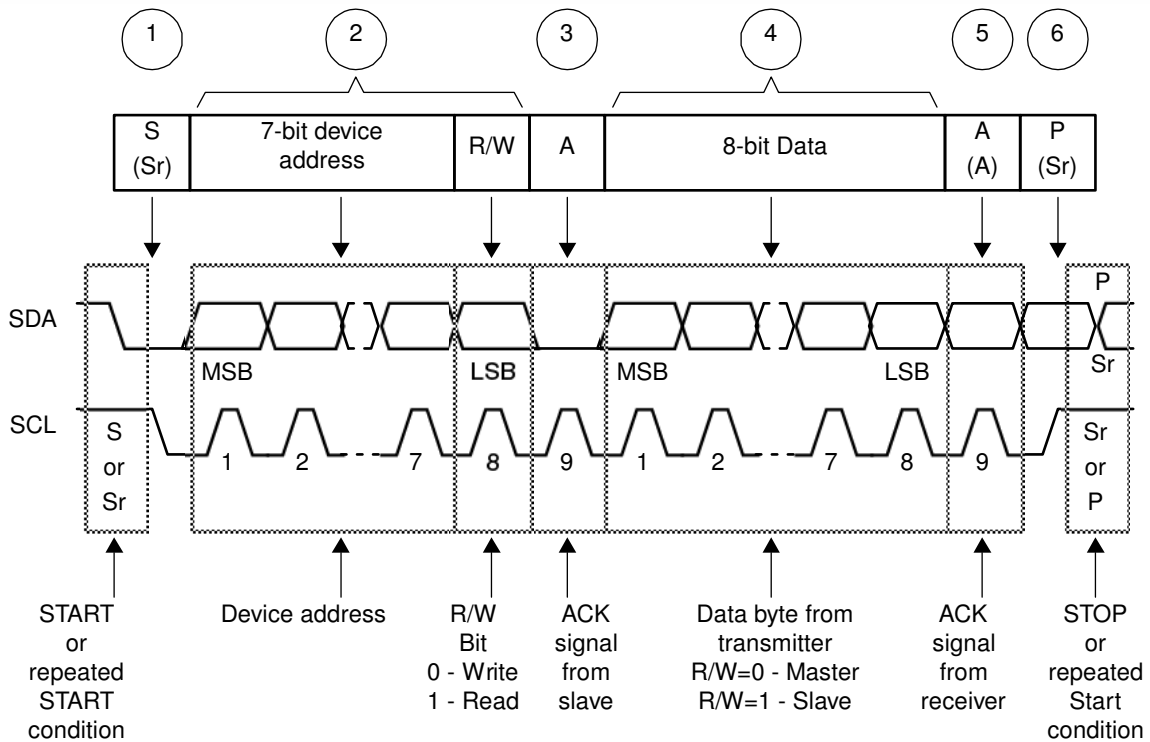 1 2 3 4 5 6
S 7-bit device R/W A 8-bit Data A P
(Sr) address (A) (Sr)
SDA P
MSB LSB MSB LSB Sr
SCL S Sr
or 1 2 7 8 9 1 2 7 8 9 or
Sr P
START
or
repeated
START
condition
Device address
R/W
Bit
0 - Write
1 - Read
ACK
signal
from
slave
Data byte from
transmitter
R/W=0 - Master
R/W=1 - Slave
ACK
signal
from
receiver
STOP
or
repeated
Start
condition